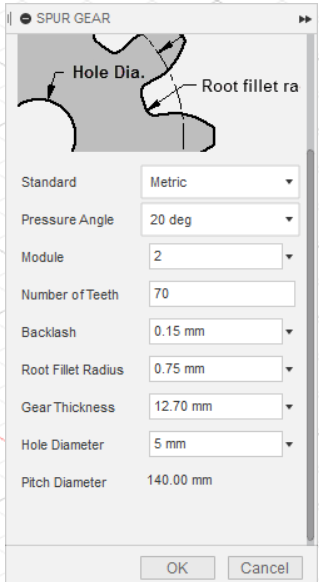 SPUR GEAR
Hole Dia.
Root fillet ra
Standard Metric
Pressure Angle 20 deg
Module 2
Number of Teeth 70
Backlash 0.15 mm
Root Fillet Radius 0.75 mm
Gear Thickness 12.70 mm
Hole Diameter 5 mm
Pitch Diameter 140.00 mm
OK Cancel